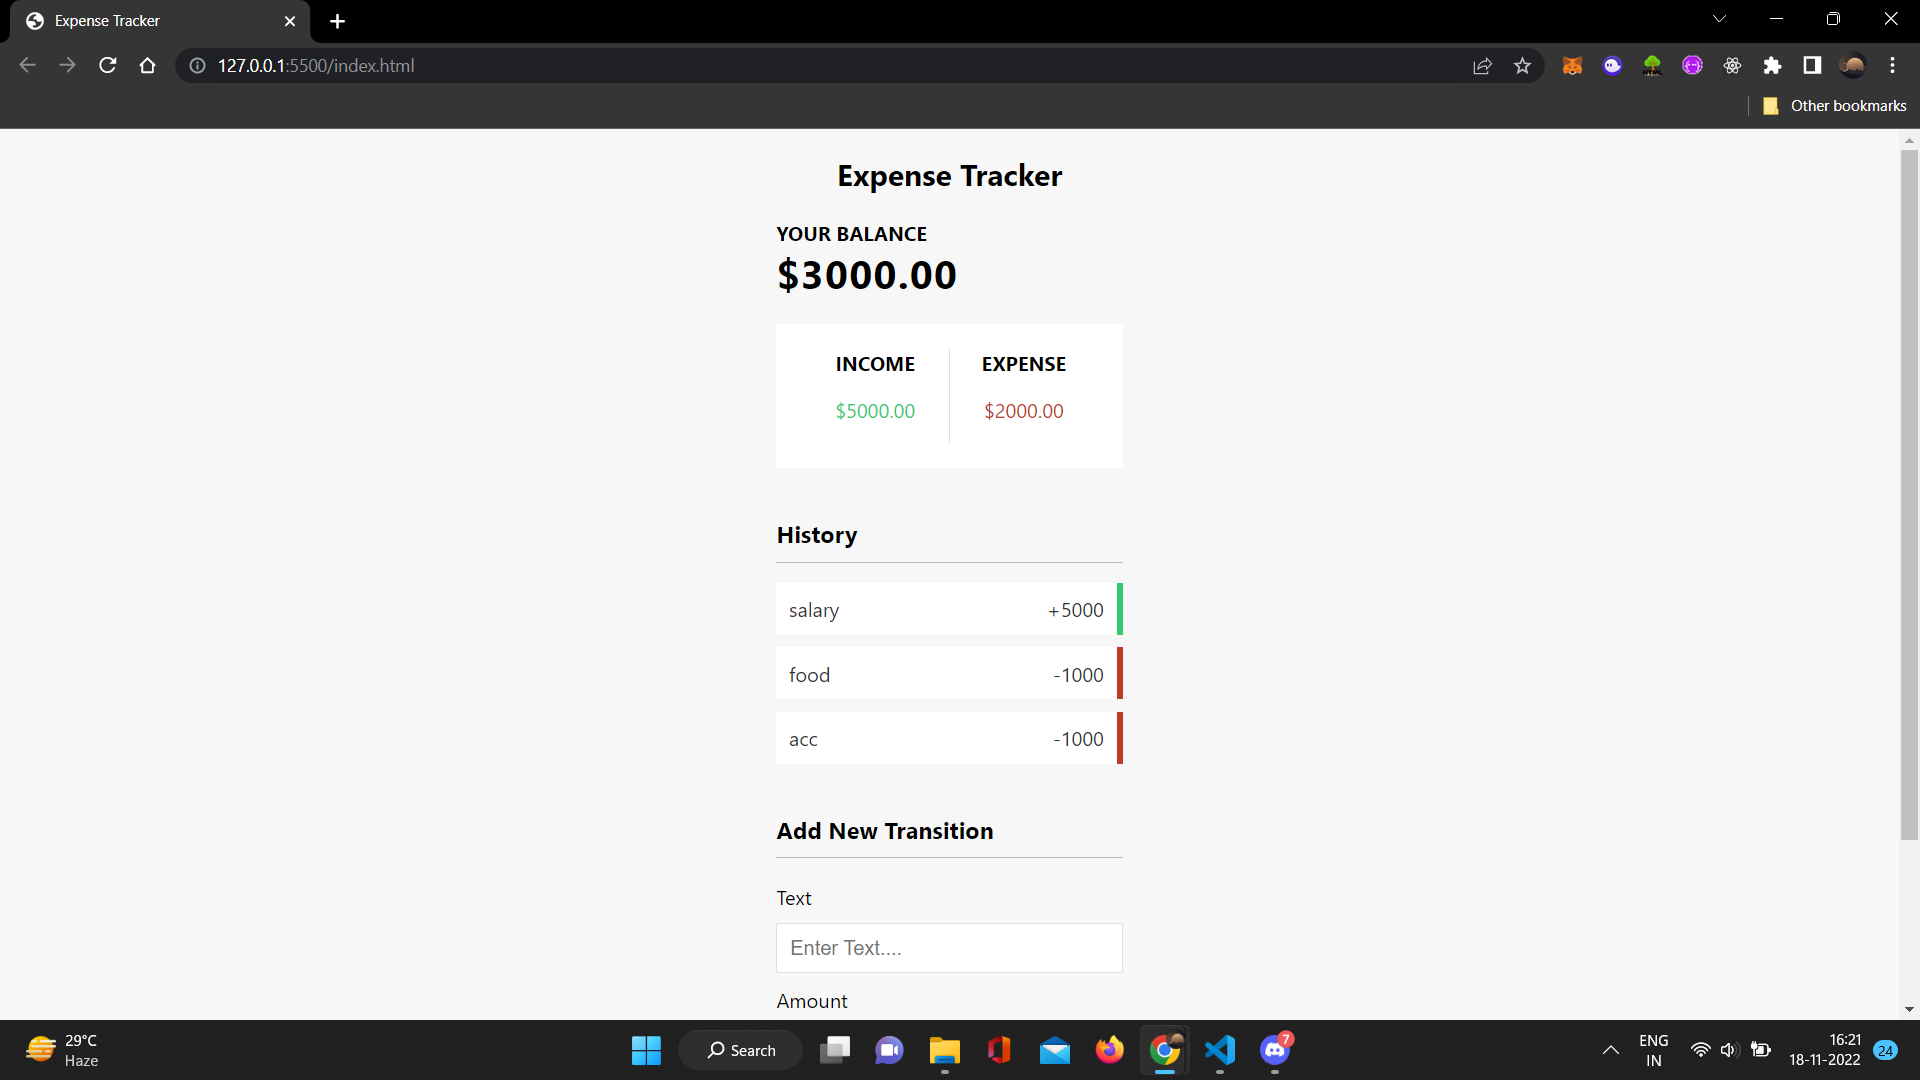 Expense Tracker
127.0.0.1:5500/index.html
Other bookmarks
Expense Tracker
YOUR BALANCE
$3000.00
INCOME EXPENSE
$5000.00 $2000.00
History
salary +5000
food -1000
acc -1000
Add New Transition
Text
Enter Text....
Amount
29°C
Haze
Search
7
ENG
IN
16:21
18-11-2022
24